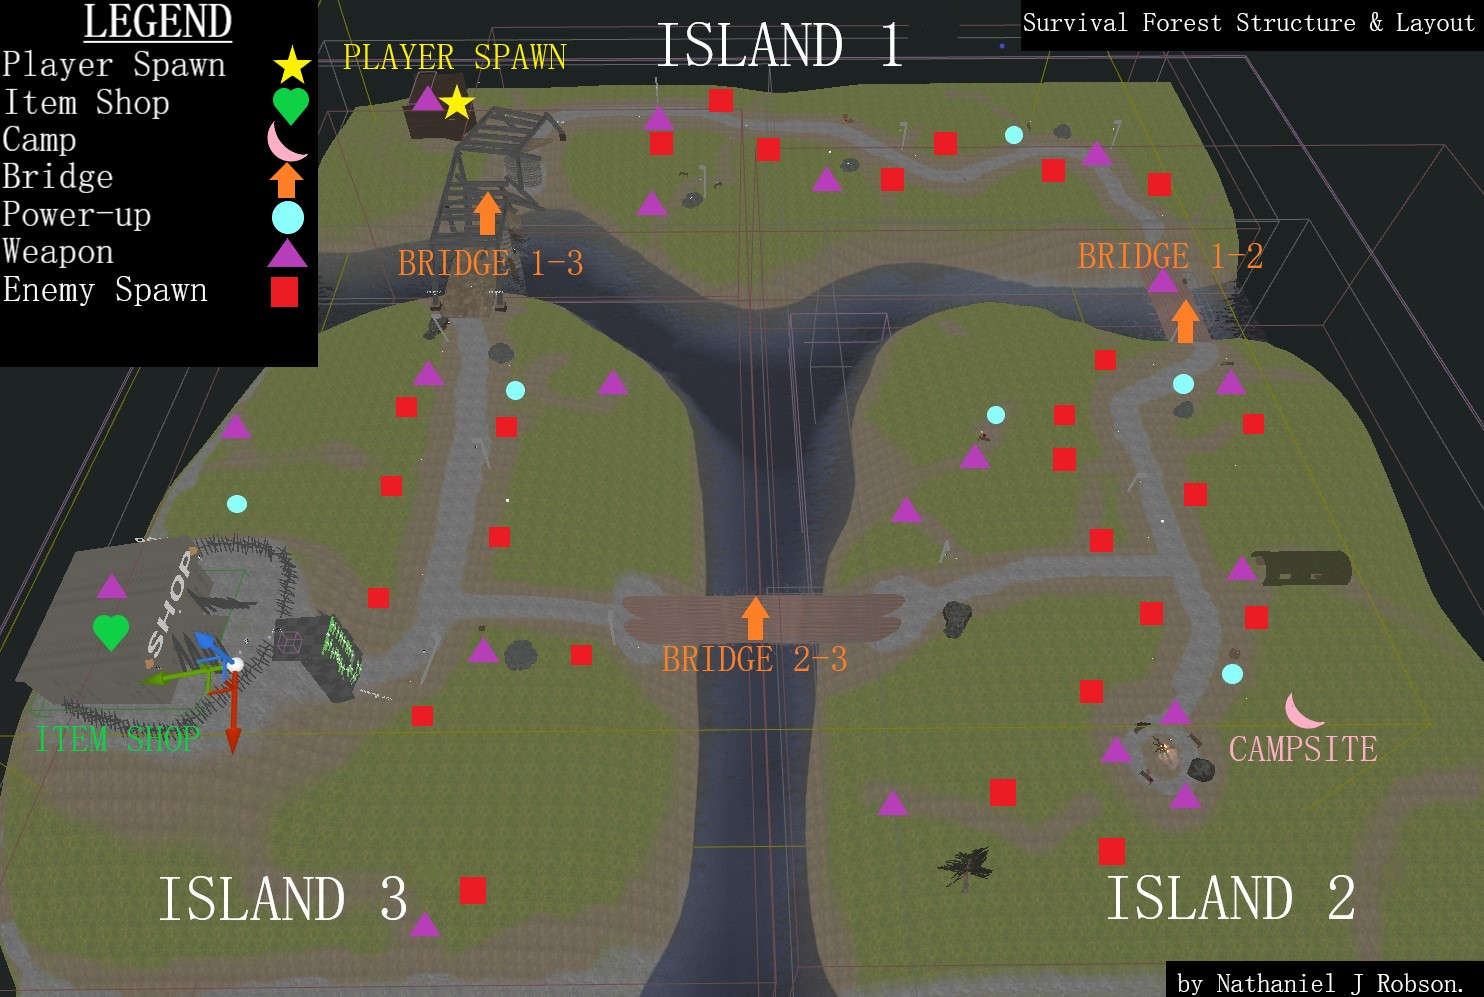 LEGEND
Player Spawn
Item Shop
Camp
Bridge
Power-up
Weapon
Enemy Spawn
Survival Forest Structure & Layout
ISLAND 1
PLAYER SPAWN
BRIDGE 1-3
BRIDGE 1-2
SHOP
BRIDGE 2-3
ITEM SHOP
CAMPSITE
ISLAND 3
ISLAND 2
by Nathaniel J Robson.